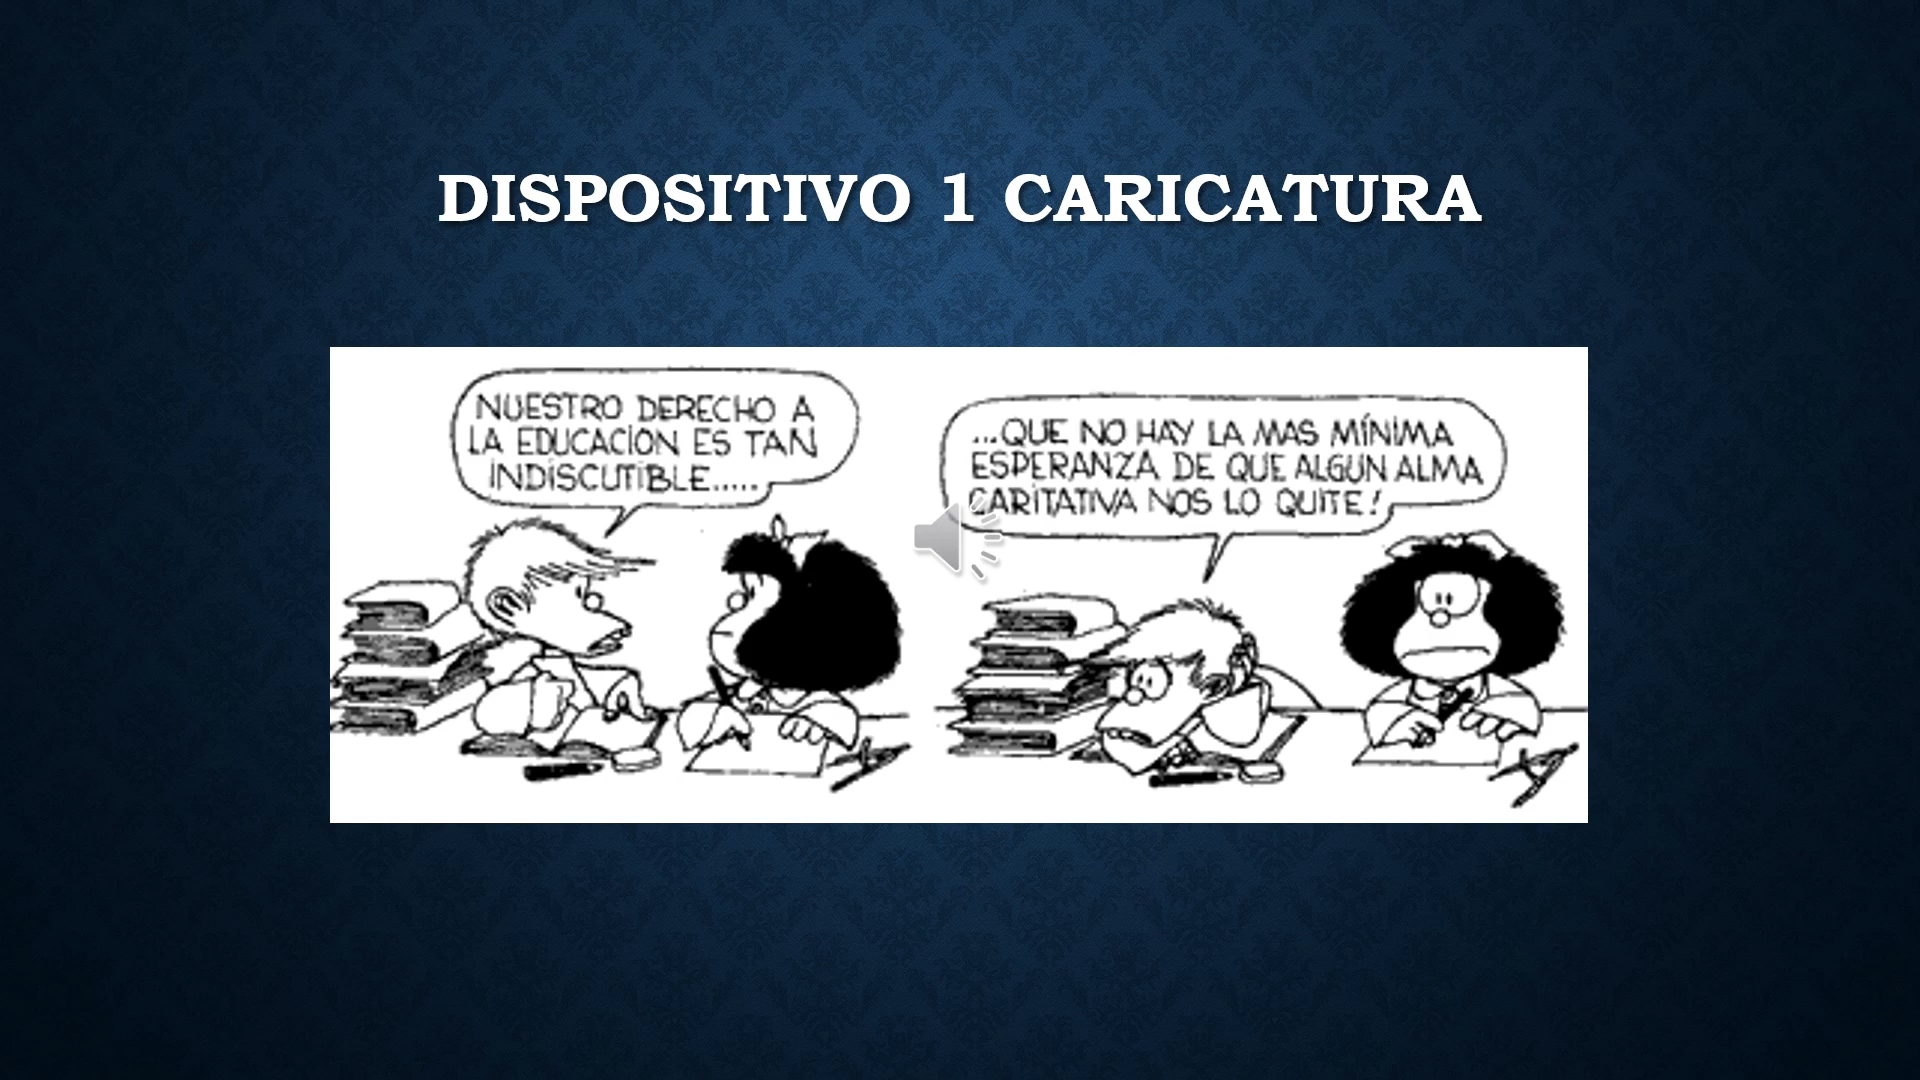 DISPOSITIVO 1 CARICATURA
NUESTRO DERECHO A
LA EDUCACIÓN ES TAN
INDISCUTIBLE.....
...QUE NO HAY LA MAS MÍNIMA
ESPERANZA DE QUE ALGUN ALMA
CARITATIVA NOS LO QUITE!